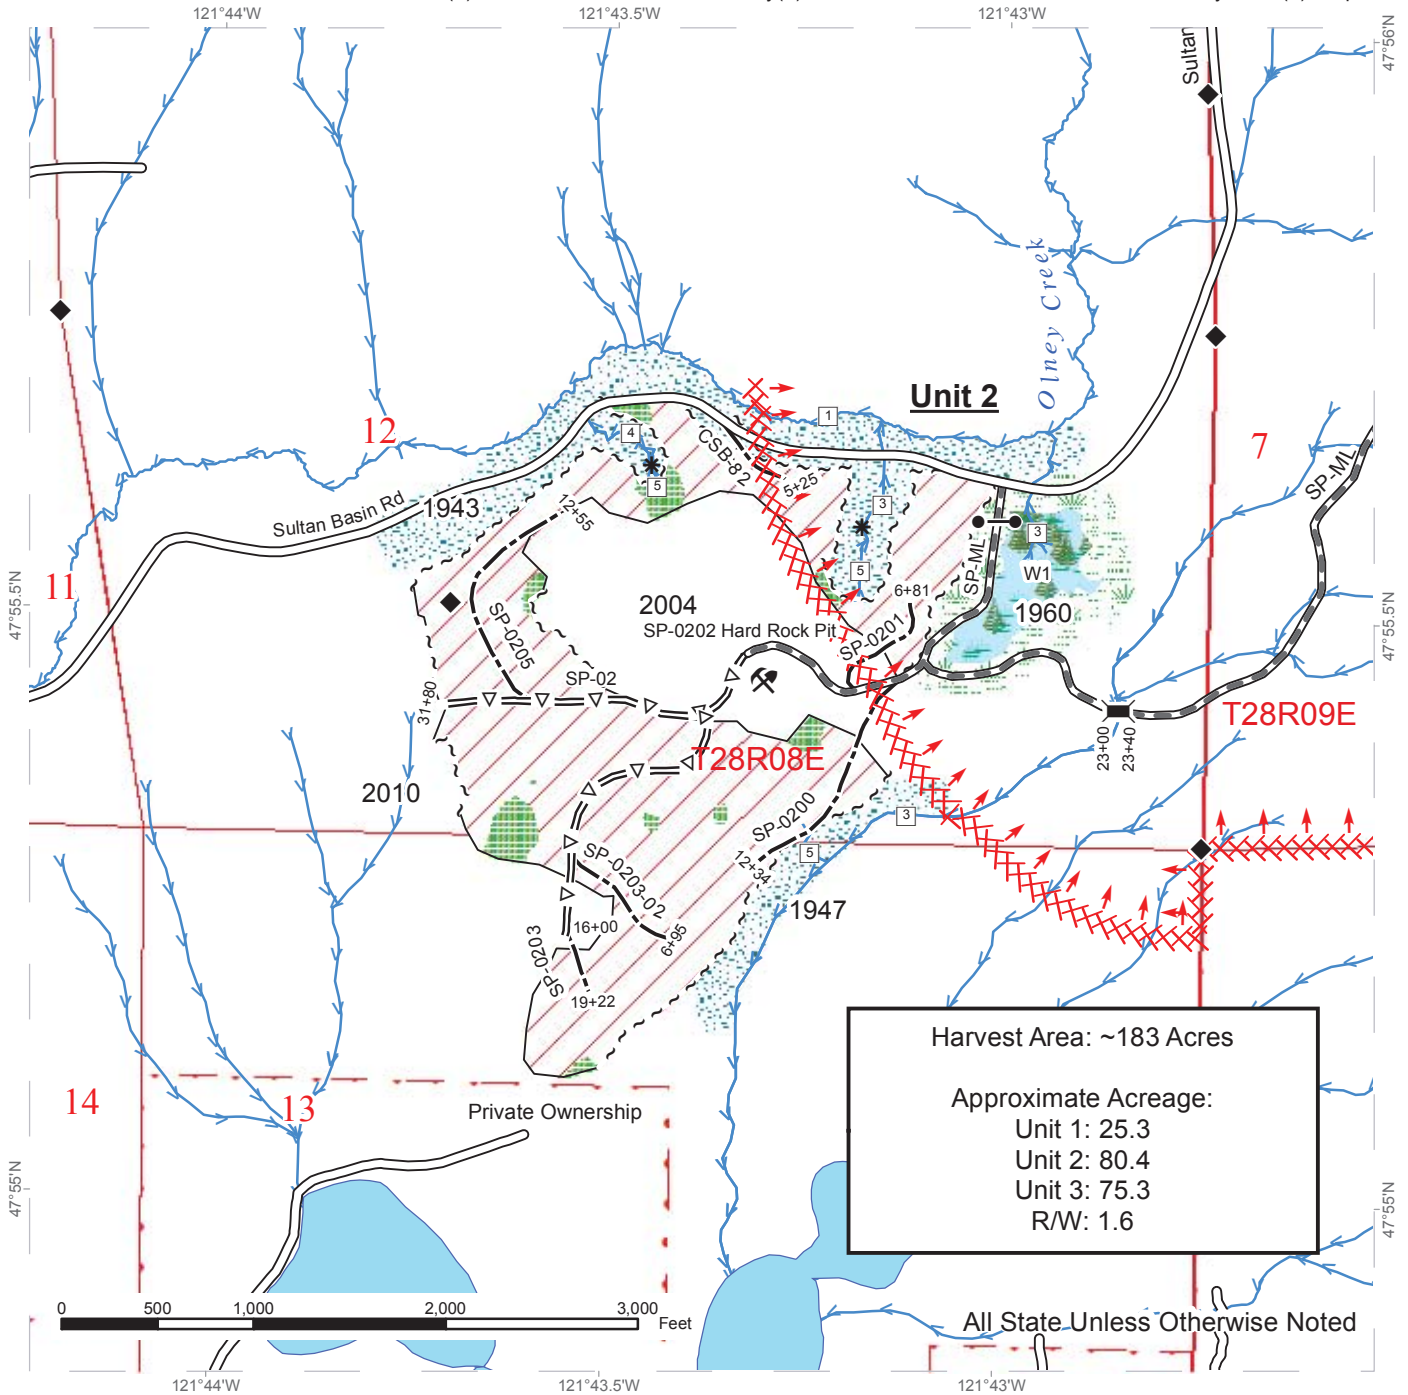 121°44'W
121°43.5'W
121°43'W
47°56'N
Sultan
Olney Creek
Unit 2
1
12
4
7
CSB-82
5+25
5
3
SP-ML
1943
12+55
Sultan Basin Rd
3
SP-ML
11
5
W1
6+81
2004
1960
47°55.5'N
47°55.5'N
SP-0202 Hard Rock Pit
SP-0205
SP-0201
SP-02
31+80
T28R09E
23+00
23+40
T28R08E
2010
SP-0200
3
5
12+34
SP-0203-02
1947
16+00
6+95
SP-0203
19+22
Harvest Area: ~183 Acres
Approximate Acreage:
Unit 1: 25.3
Unit 2: 80.4
Unit 3: 75.3
R/W: 1.6
14
13
Private Ownership
47°55'N
47°55'N
0 500 1,000 2,000 3,000
Feet
All State Unless Otherwise Noted
121°44'W
121°43.5'W
121°43'W